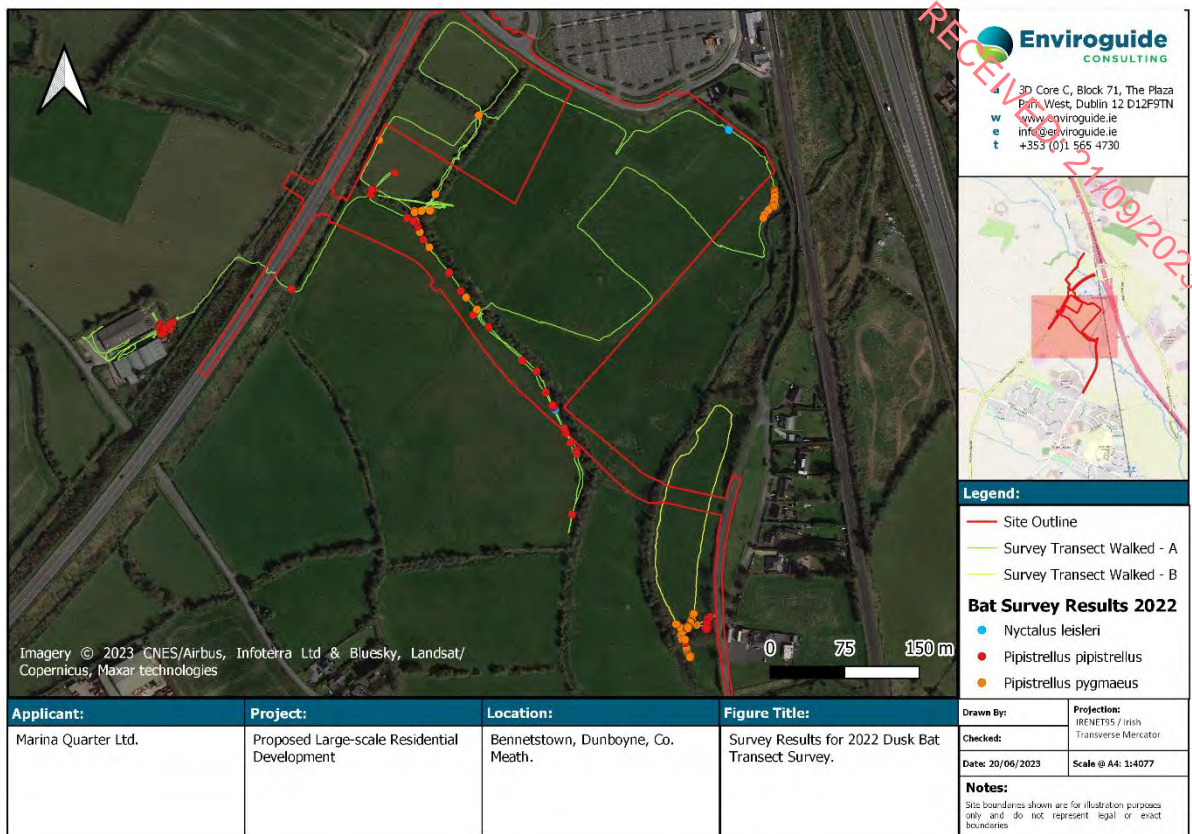 Enviroguide
CONSULTING
RECEIVED: 21/09/2023
a 3D Core C, Block 71, The Plaza
Park West, Dublin 12 D12F9TN
w www.enviroguide.ie
e info@enviroguide.ie
t +353 (0)1 565 4730
Legend:
Site Outline
Survey Transect Walked - A
Survey Transect Walked - B
Bat Survey Results 2022
Nyctalus leisleri
Pipistrellus pipistrellus
Pipistrellus pygmaeus
0 75 150 m
Imagery © 2023 CNES/Airbus, Infoterra Ltd & Bluesky, Landsat/
Copernicus, Maxar technologies
Applicant:
Marina Quarter Ltd.
Project:
Proposed Large-scale Residential
Development
Location:
Bennetstown, Dunboyne, Co.
Meath.
Figure Title:
Survey Results for 2022 Dusk Bat
Transect Survey.
Drawn By:
Checked:
Date: 20/06/2023
Projection:
IRENET95 / Irish
Transverse Mercator
Scale @ A4: 1:4077
Notes:
Site boundaries shown are for illustration purposes
only and do not represent legal or exact
boundaries